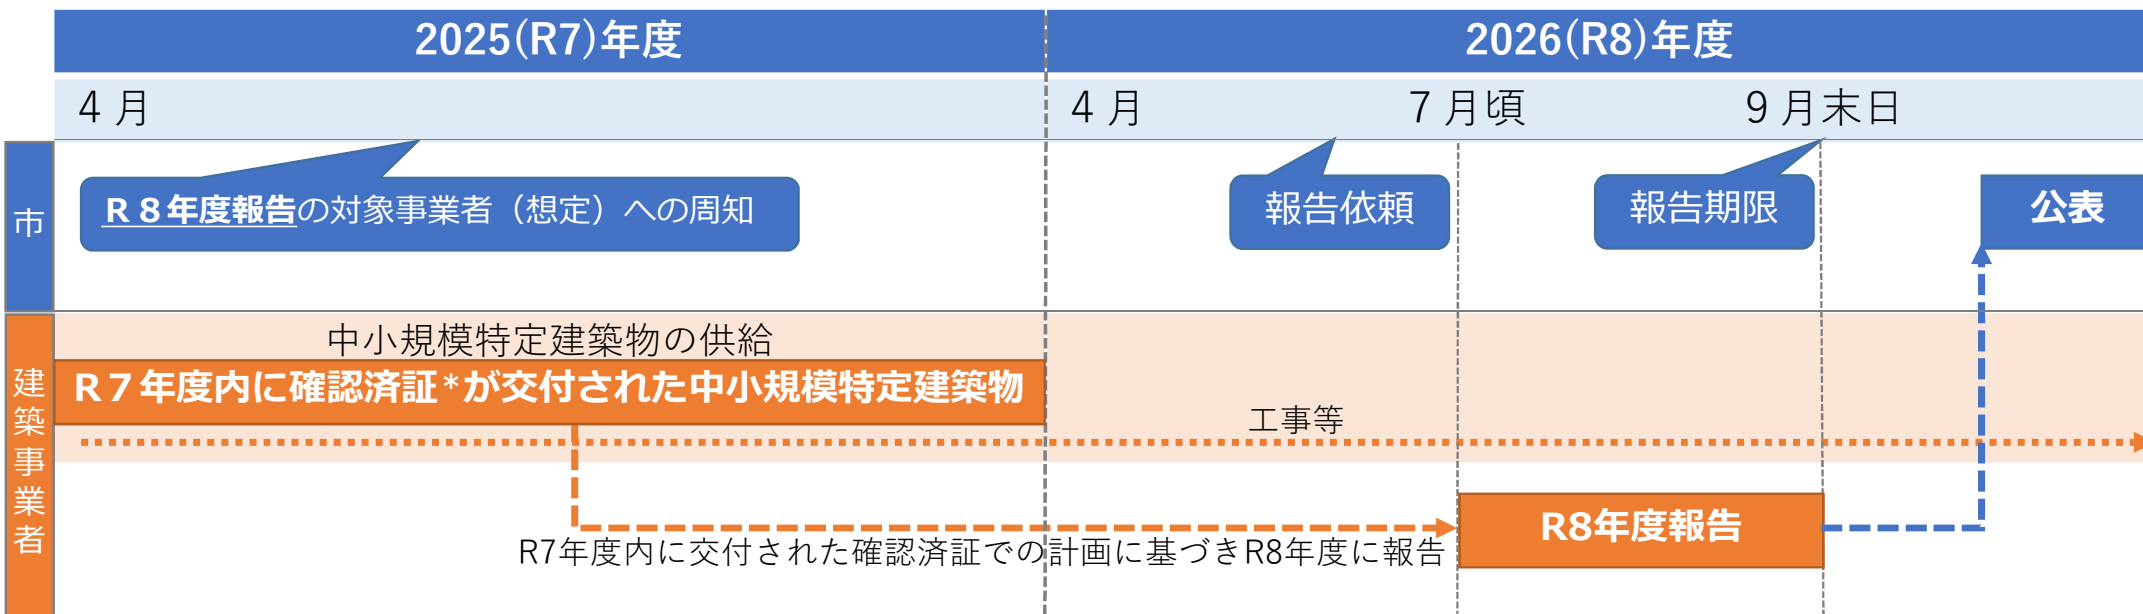 2025(R7)年度
2026(R8)年度
4月
4月
7月頃
9月末日
市
R8年度報告の対象事業者（想定）への周知
報告依頼
報告期限
公表
建築事業者
中小規模特定建築物の供給
R7年度内に確認済証*が交付された中小規模特定建築物
工事等
R8年度報告
R7年度内に交付された確認済証での計画に基づきR8年度に報告